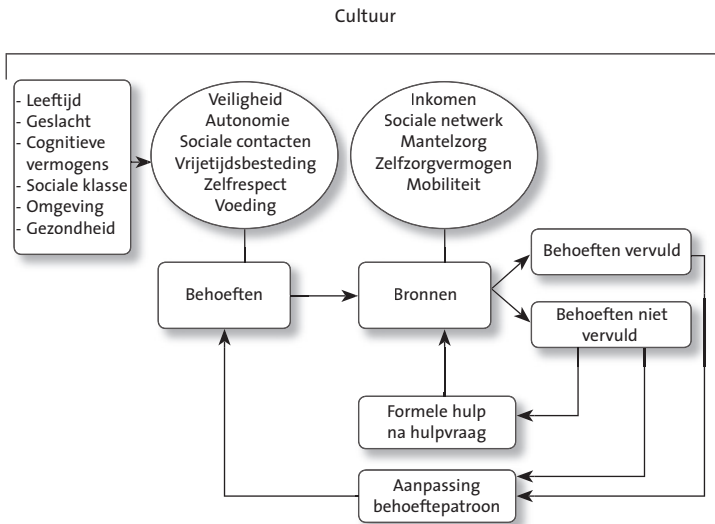 Cultuur
- Leeftijd
- Geslacht
- Cognitieve
vermogens
- Sociale klasse
- Omgeving
- Gezondheid
Veiligheid
Autonomie
Sociale contacten
Vrijetijdsbesteding
Zelfrespect
Voeding
Inkomen
Sociale netwerk
Mantelzorg
Zelfzorgvermogen
Mobiliteit
Behoeften
Bronnen
Behoeften vervuld
Behoeften niet
vervuld
Formele hulp
na hulpvraag
Aanpassing
behoeftepatroon